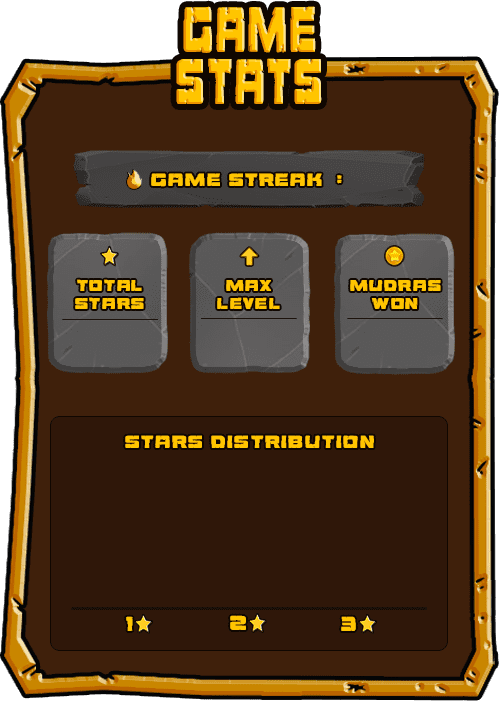 GAME
STATS
GAME STREAK :
TOTAL
STARS
MAX
LEVEL
MUDRAS
WON
STARS DISTRIBUTION
1★ 2★ 3★